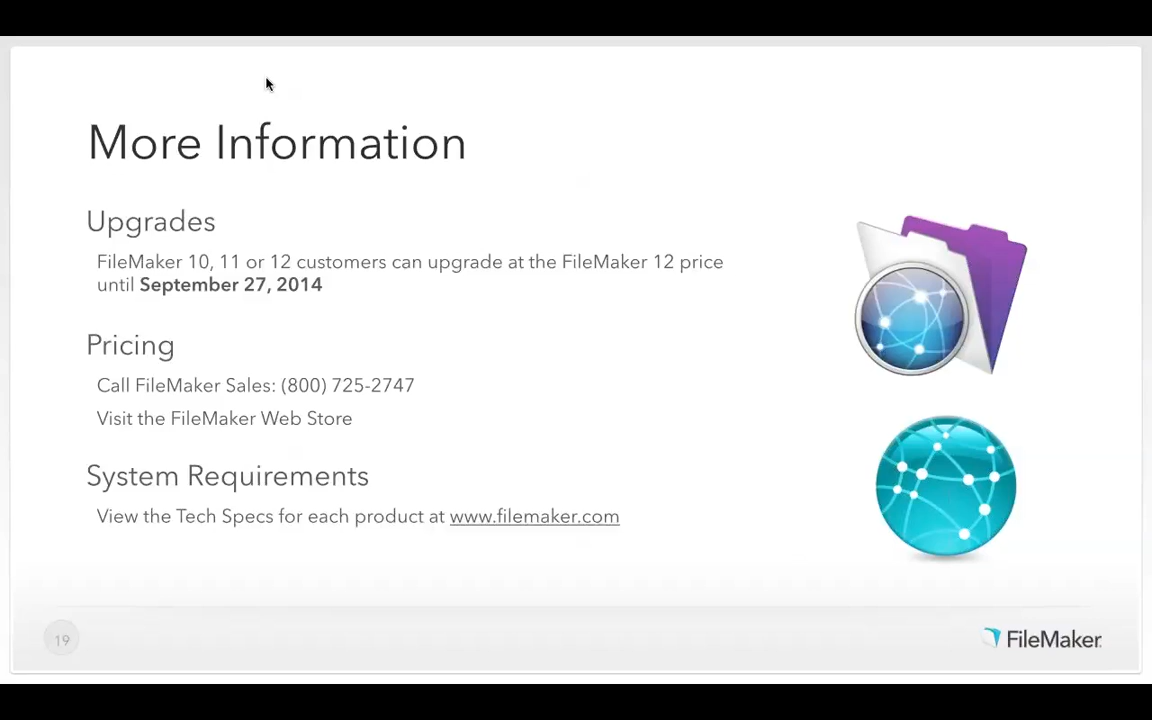 More Information
Upgrades
FileMaker 10, 11 or 12 customers can upgrade at the FileMaker 12 price
until September 27, 2014
Pricing
Call FileMaker Sales: (800) 725-2747
Visit the FileMaker Web Store
System Requirements
View the Tech Specs for each product at www.filemaker.com
19
FileMaker